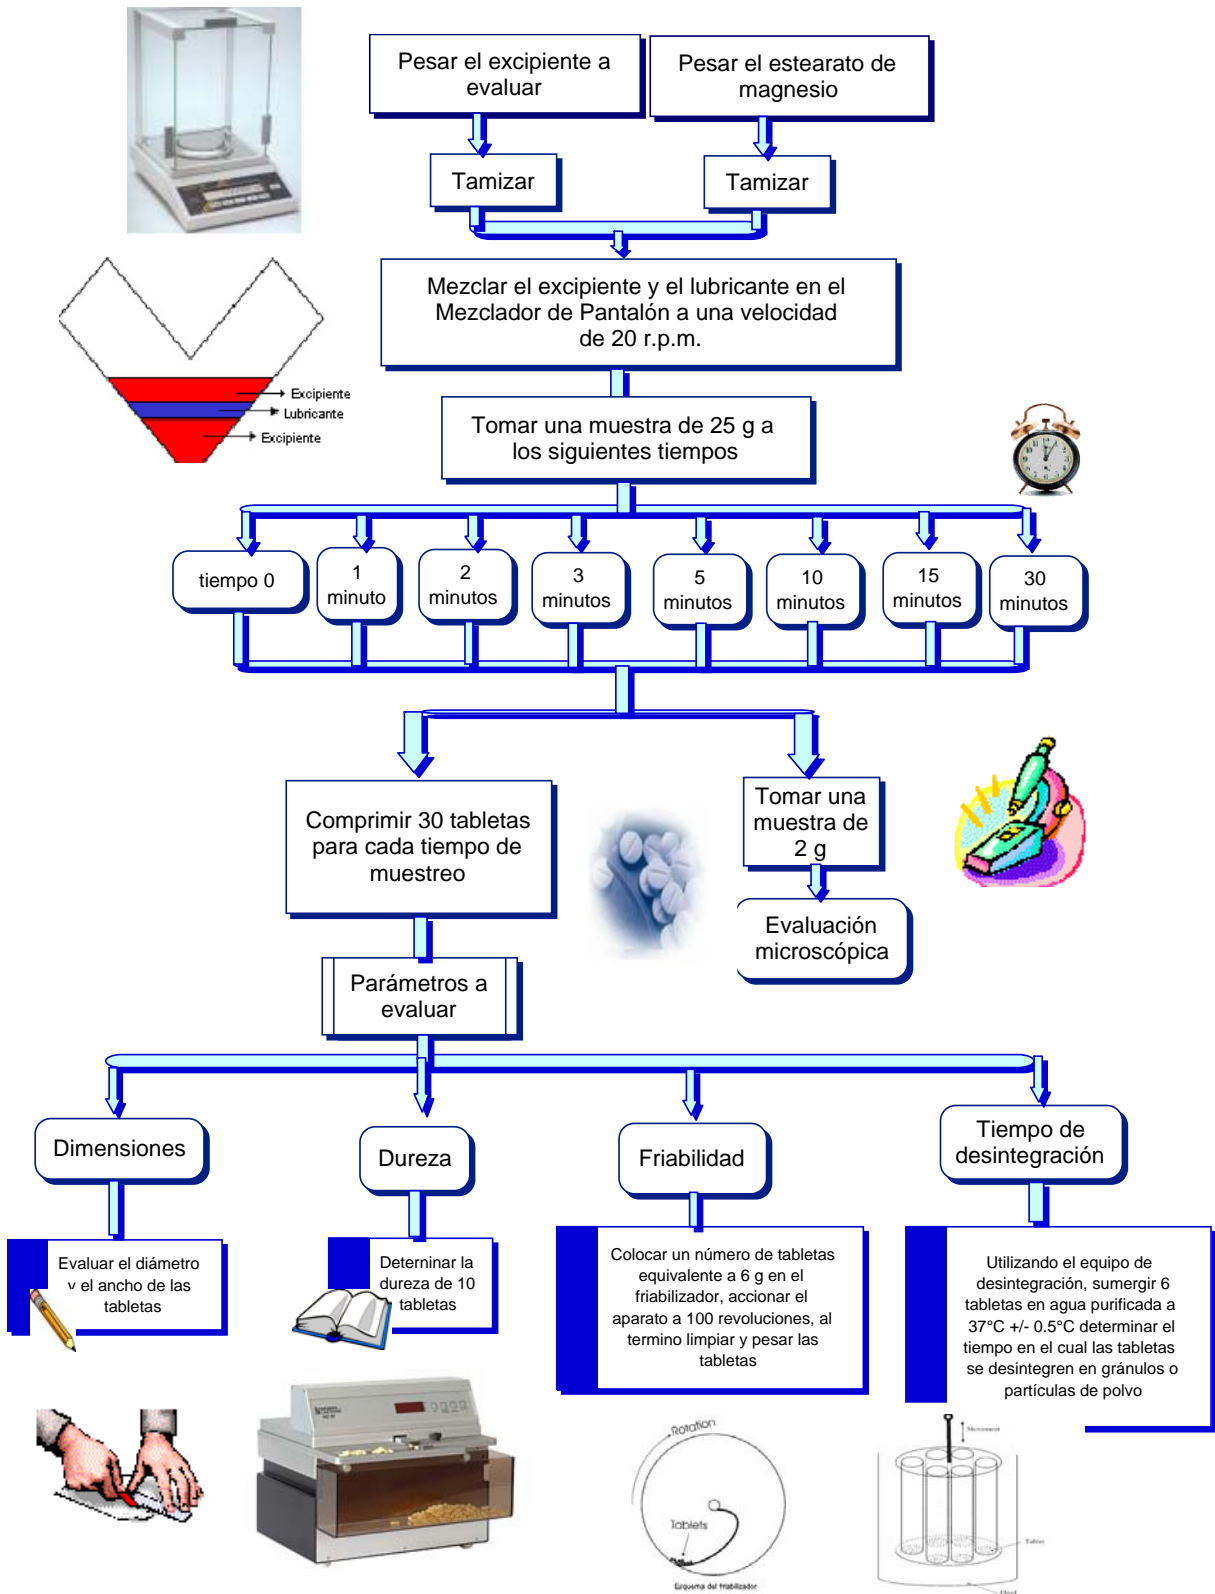 Pesar el excipiente a
evaluar
Pesar el estearato de
magnesio
Tamizar
Tamizar
Mezclar el excipiente y el lubricante en el
Mezclador de Pantalón a una velocidad
de 20 r.p.m.
Excipiente
Lubricante
Excipiente
Tomar una muestra de 25 g a
los siguientes tiempos
tiempo 0
1
minuto
2
minutos
3
minutos
5
minutos
10
minutos
15
minutos
30
minutos
Comprimir 30 tabletas
para cada tiempo de
muestreo
Tomar una
muestra de
2 g
Evaluación
microscópica
Parámetros a
evaluar
Dimensiones
Dureza
Friabilidad
Tiempo de
desintegración
Evaluar el diámetro
y el ancho de las
tabletas
Deterninar la
dureza de 10
tabletas
Colocar un número de tabletas
equivalente a 6 g en el
friabilizador, accionar el
aparato a 100 revoluciones, al
termino limpiar y pesar las
tabletas
Utilizando el equipo de
desintegración, sumergir 6
tabletas en agua purificada a
37°C +/- 0.5°C determinar el
tiempo en el cual las tabletas
se desintegren en gránulos o
partículas de polvo
Rotation
Tablets
Esquema del friabilizador
Movement
Tablet
Fluid